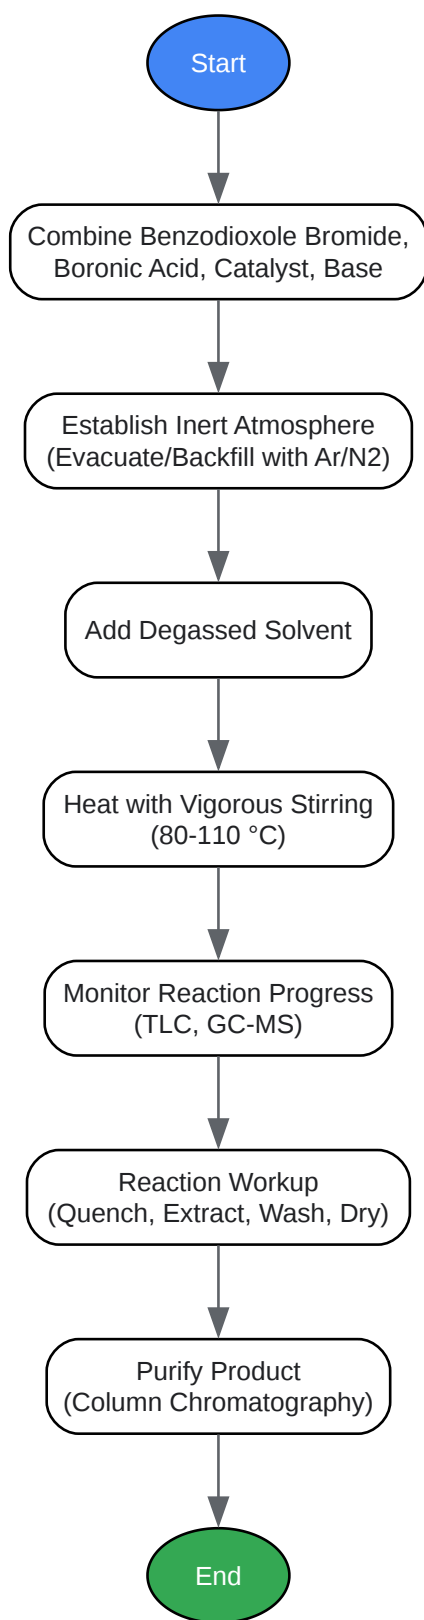 Start
Combine Benzodioxole Bromide,
Boronic Acid, Catalyst, Base
Establish Inert Atmosphere
(Evacuate/Backfill with Ar/N2)
Add Degassed Solvent
Heat with Vigorous Stirring
(80-110 °C)
Monitor Reaction Progress
(TLC, GC-MS)
Reaction Workup
(Quench, Extract, Wash, Dry)
Purify Product
(Column Chromatography)
End